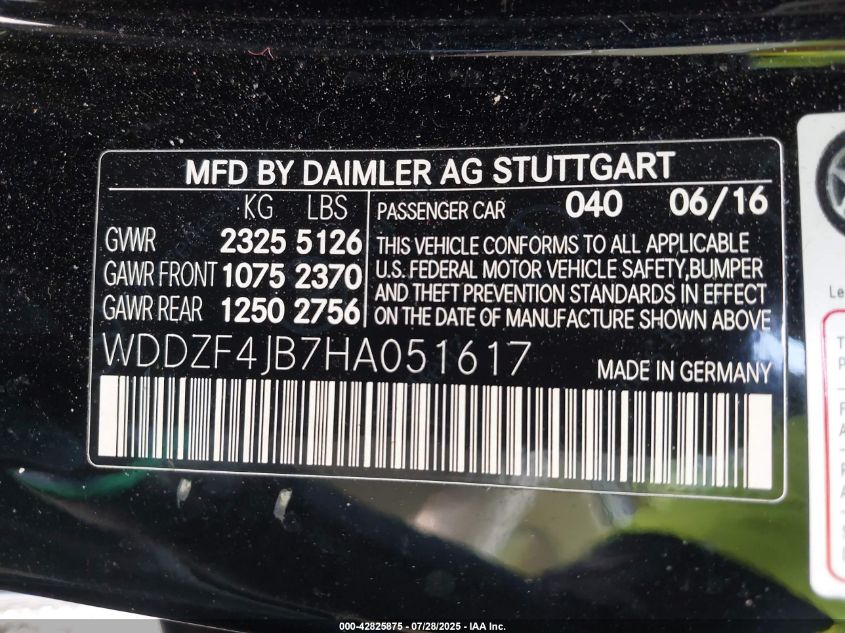 MFD BY DAIMLER AG STUTTGART
KG LBS
GVWR 2325 5126
GAWR FRONT 1075 2370
GAWR REAR 1250 2756
PASSENGER CAR 040 06/16
THIS VEHICLE CONFORMS TO ALL APPLICABLE
U.S. FEDERAL MOTOR VEHICLE SAFETY,BUMPER
AND THEFT PREVENTION STANDARDS IN EFFECT
ON THE DATE OF MANUFACTURE SHOWN ABOVE
WDDZF4JB7HA051617 MADE IN GERMANY
000-42825875 / 07/28/2025 - IAA Inc.